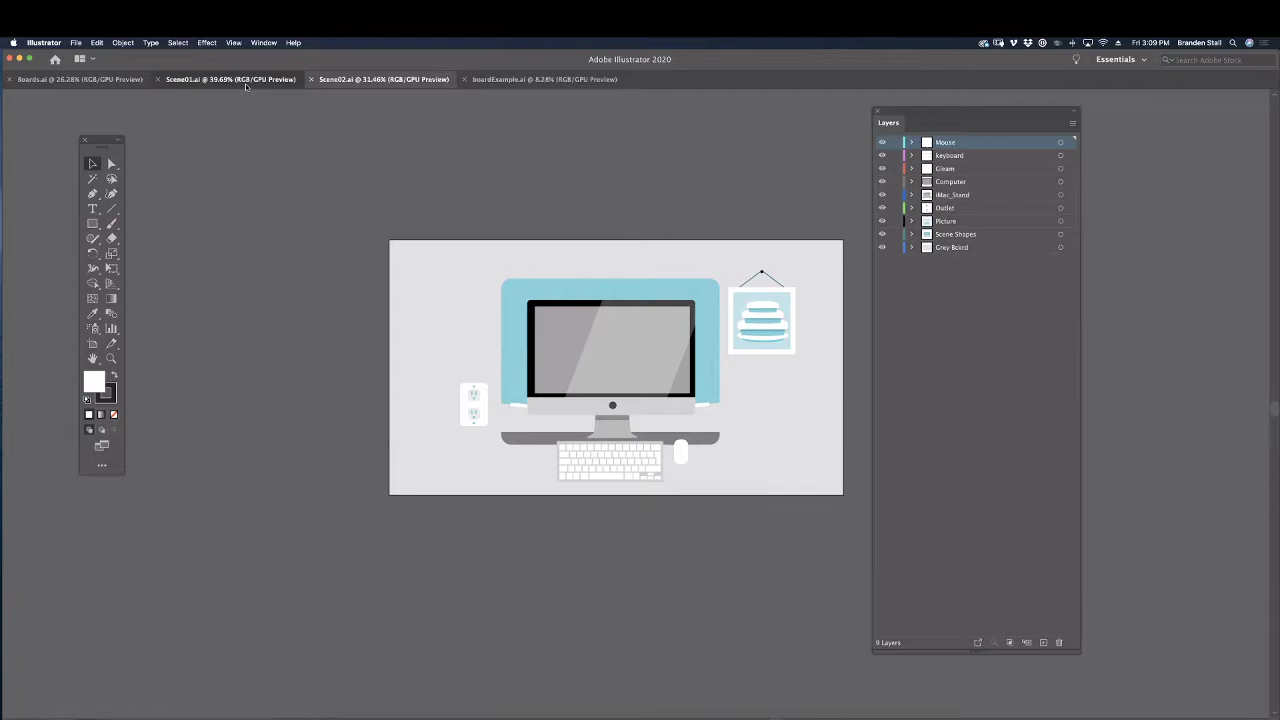 Illustrator File Edit Object Type Select Effect View Window Help
Fri 3:09 PM Branden Stall
Adobe Illustrator 2020
Essentials
Search Adobe Stock
Boards.ai @ 26.28% (RGB/GPU Preview)
Scene01.ai @ 39.69% (RGB/GPU Preview)
Scene02.ai @ 31.46% (RGB/GPU Preview)
boardExample.ai @ 8.28% (RGB/GPU Preview)
Layers
Mouse
keyboard
Gleam
Computer
iMac_Stand
Outlet
Picture
Scene Shapes
Grey Bckrd
9 Layers